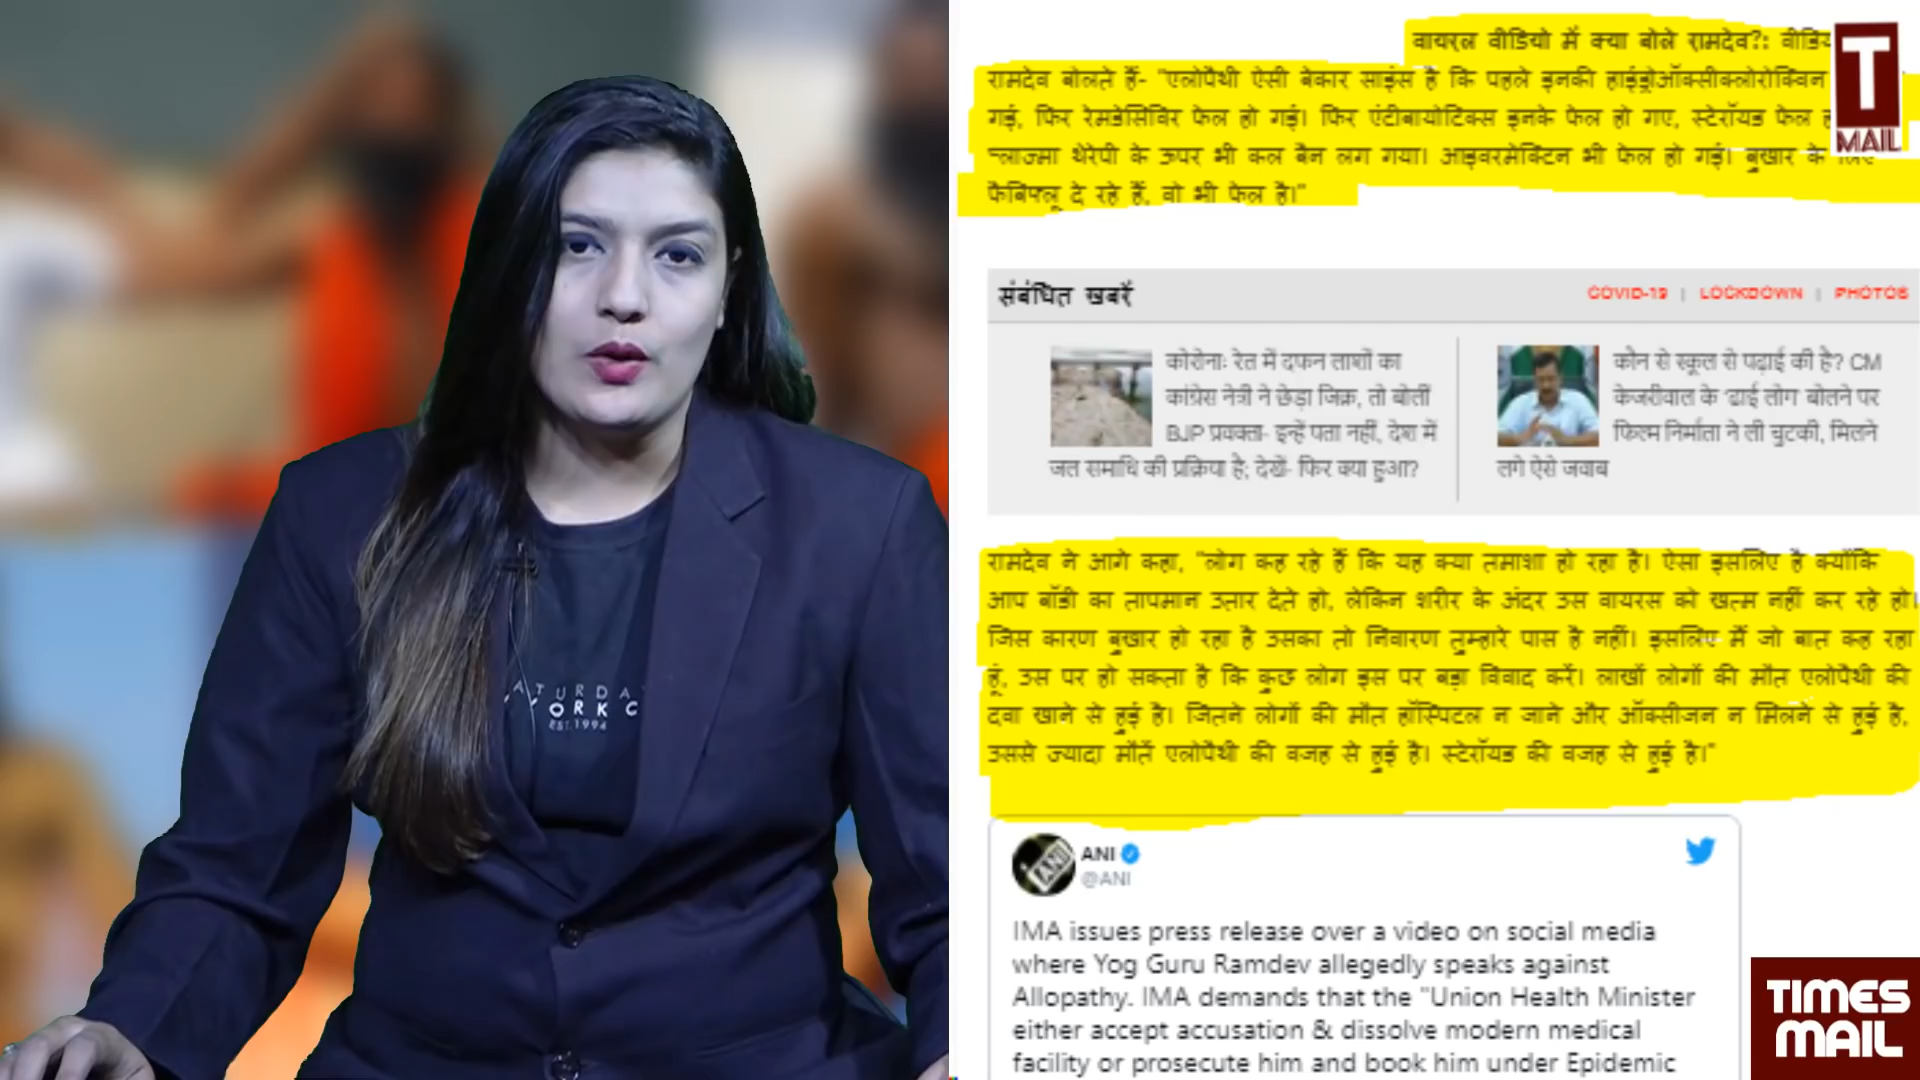 वायरल वीडियो में क्या बोले रामदेव?:
रामदेव बोलते हैं- "एलोपैथी ऐसी बेकार साइंस है कि पहले इनकी हाईड्रोऑक्सीक्लोरोक्विन
गई, फिर रेमडेसिविर फेल हो गई। फिर एंटीबायोटिक्स इनके फेल हो गए, स्टेरॉयड फेल
थेरेपी के ऊपर भी कल बैन लग गया। आइवरमेक्टिन भी फेल हो गई। बुखार के लिए
फैबिफ्लू दे रहे हैं, वो भी फेल है।"
T
MAIL
संबंधित खबरें
COVID-19 | LOCKDOWN | PHOTOS
कोरोनाः रेत में दफन लाशों का
कांग्रेस नेत्री ने छेड़ा जिक्र, तो बोलीं
BJP प्रवक्ता- इन्हें पता नहीं, देश में
जल समाधि की प्रक्रिया है; देखें- फिर क्या हुआ?
कौन से स्कूल से पढ़ाई की है? CM
केजरीवाल के 'ढाई लोग' बोलने पर
फिल्म निर्माता ने ली चुटकी, मिलने
लगे ऐसे जवाब
रामदेव ने आगे कहा, "लोग कह रहे हैं कि यह क्या तमाशा हो रहा है। ऐसा इसलिए है क्योंकि
आप बॉडी का तापमान उतार देते हो, लेकिन शरीर के अंदर उस वायरस को खत्म नहीं कर रहे हो।
जिस कारण बुखार हो रहा है उसका तो निवारण तुम्हारे पास है नहीं। इसलिए मैं जो बात कह रहा
हूं, उस पर हो सकता है कि कुछ लोग इस पर बड़ा विवाद करें। लाखों लोगों की मौत एलोपैथी की
दवा खाने से हुई है। जितने लोगों की मौत हॉस्पिटल न जाने और ऑक्सीजन न मिलने से हुई है,
उससे ज्यादा मौतें एलोपैथी की वजह से हुई है। स्टेरॉयड की वजह से हुई है।"
ANI
@ANI
IMA issues press release over a video on social media
where Yog Guru Ramdev allegedly speaks against
Allopathy. IMA demands that the "Union Health Minister
either accept accusation & dissolve modern medical
facility or prosecute him and book him under Epidemic
ATURDA
YORK C
EST.1994
TIMES
MAIL